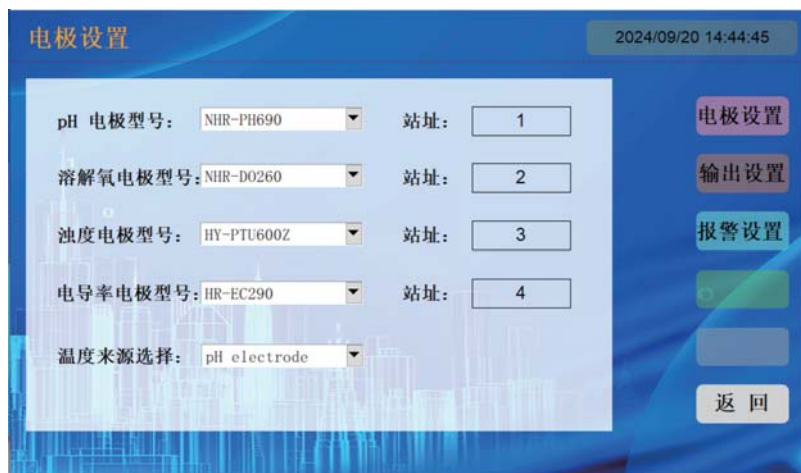 电极设置
2024/09/20 14:44:45
pH 电极型号： NHR-PH690 站址： 1
溶解氧电极型号：NHR-DO260 站址： 2
浊度电极型号： HY-PTU600Z 站址： 3
电导率电极型号：HR-EC290 站址： 4
温度来源选择： pH electrode
电极设置
输出设置
报警设置
返 回